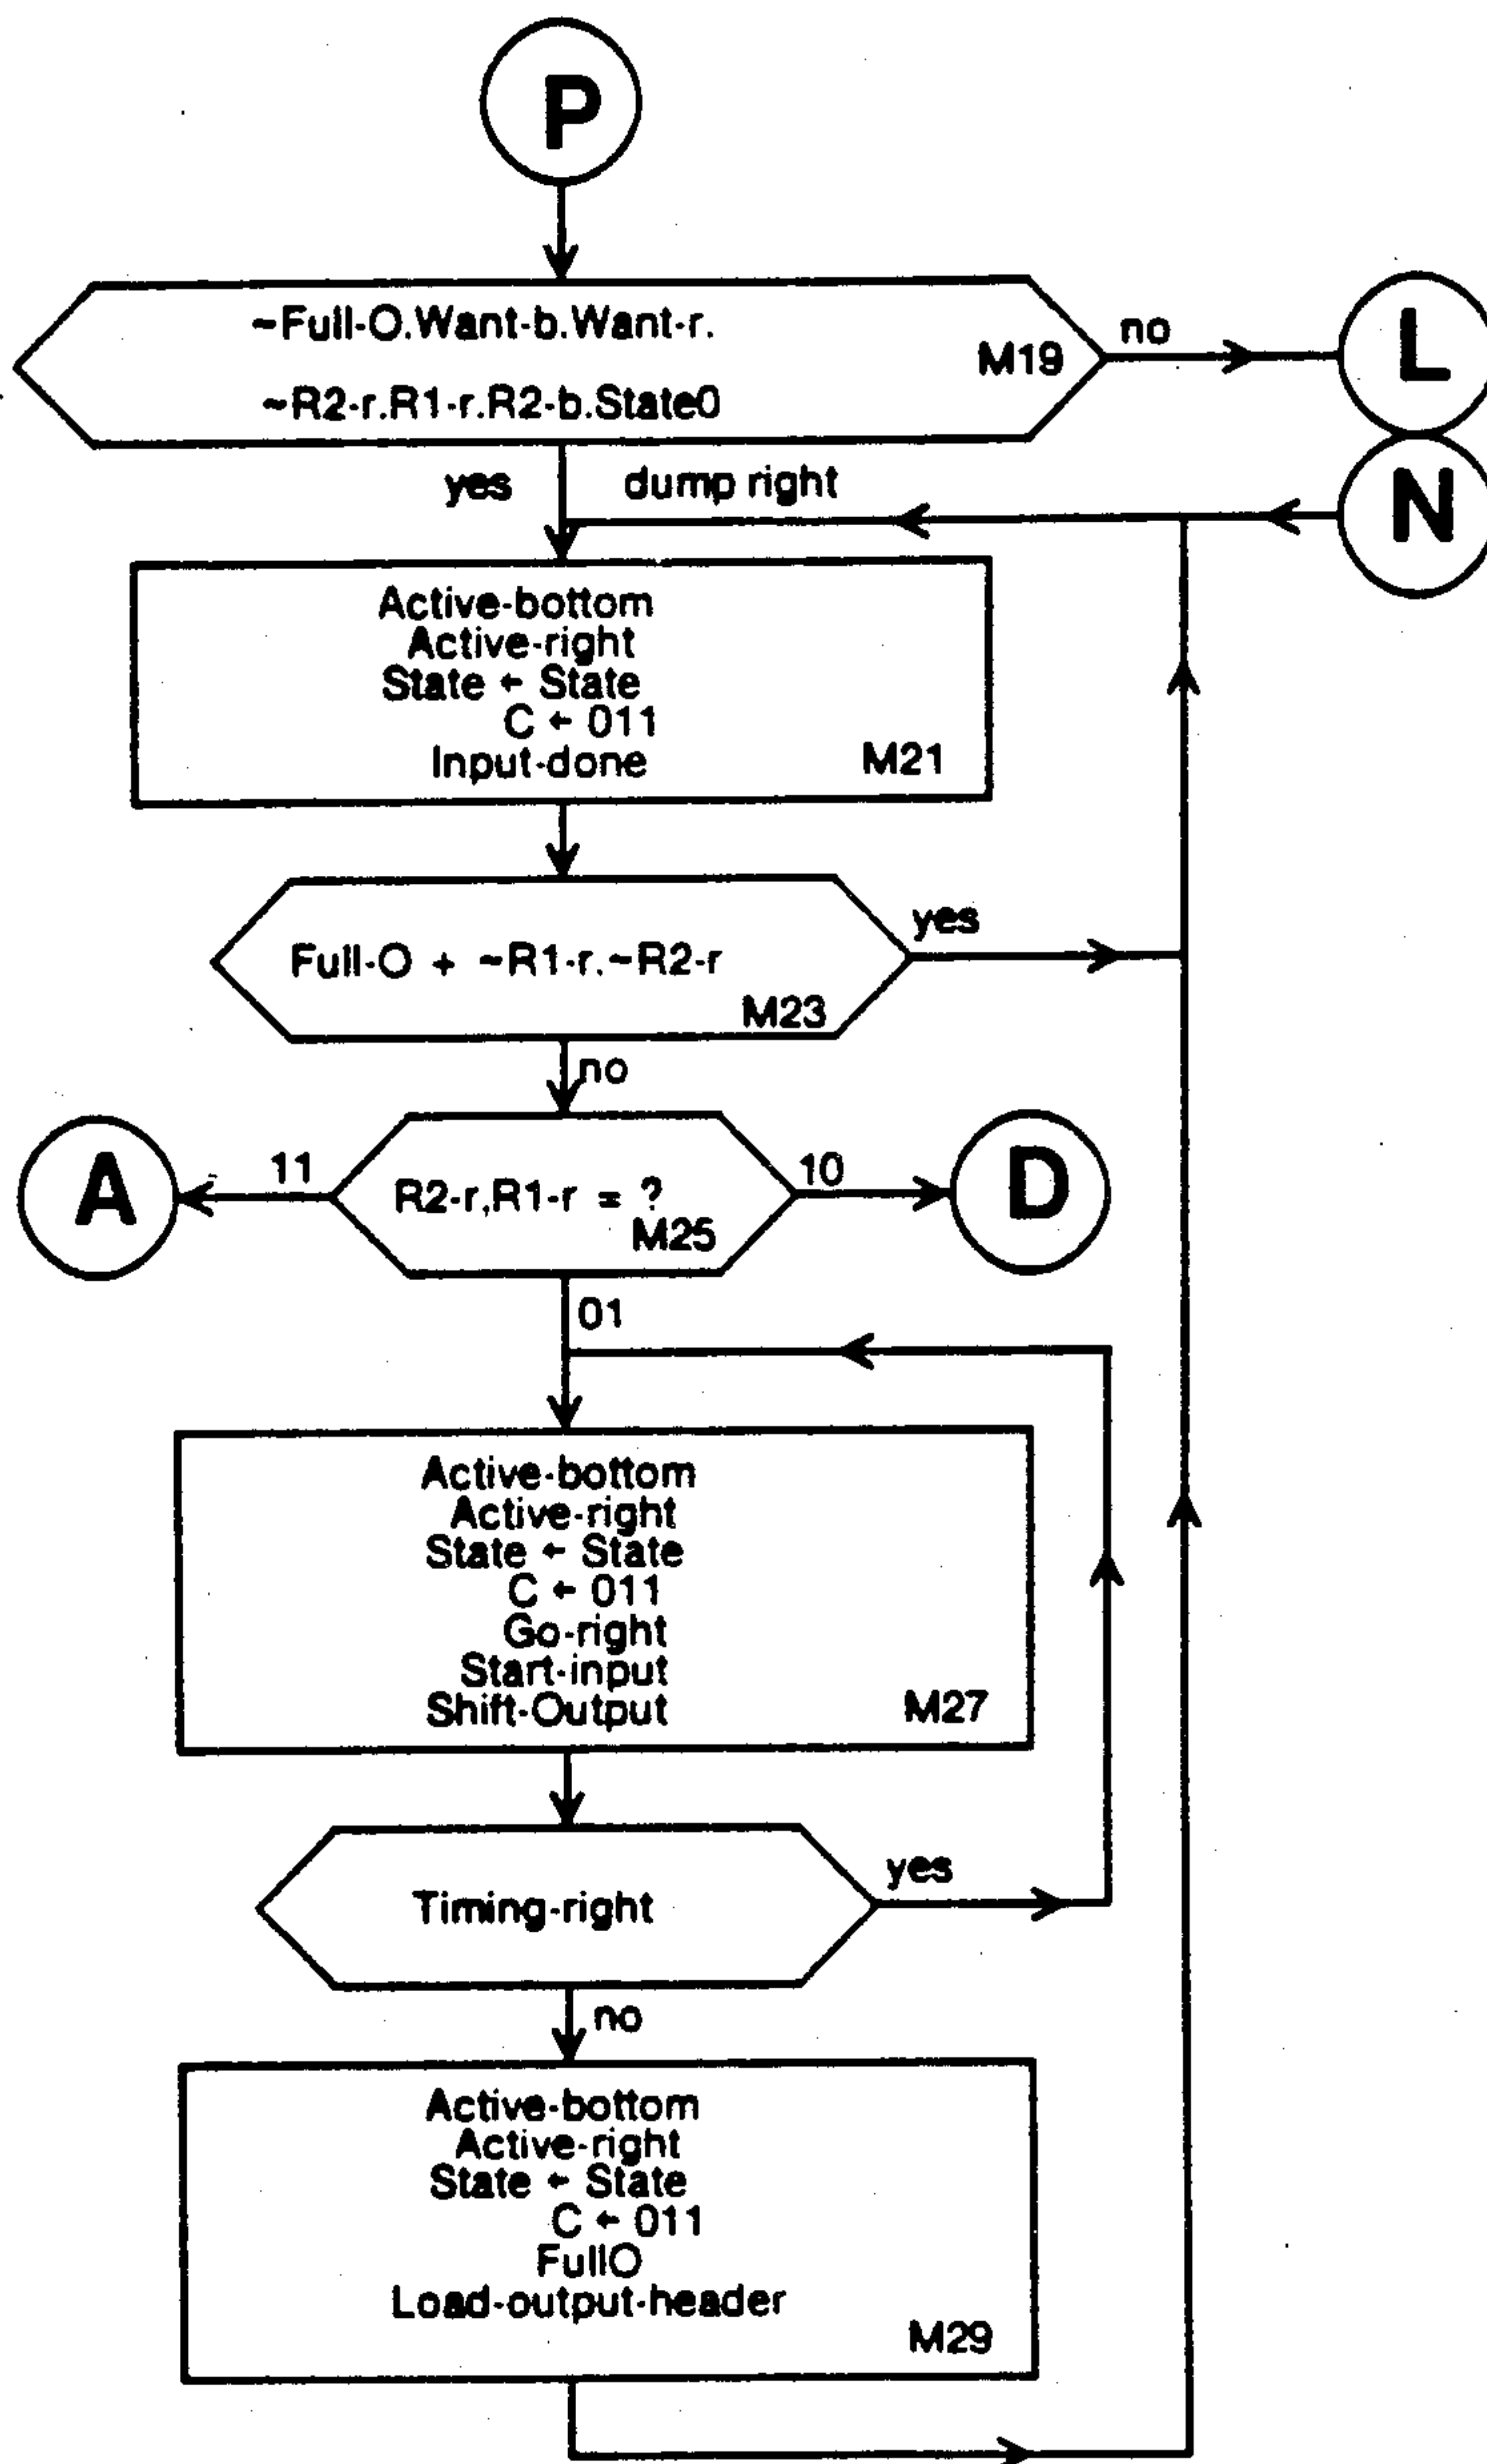 P
~Full-O.Want-b.Want-r.
~R2-r.R1-r.R2-b.State0
M19
no
L
yes
dump right
N
Active-bottom
Active-right
State ← State
C ← 011
Input-done
M21
Full-O + ~R1-r.~R2-r
M23
yes
no
A
11
R2-r,R1-r = ?
M25
10
D
01
Active-bottom
Active-right
State ← State
C ← 011
Go-right
Start-input
Shift-Output
M27
Timing-right
yes
no
Active-bottom
Active-right
State ← State
C ← 011
FullO
Load-output-header
M29